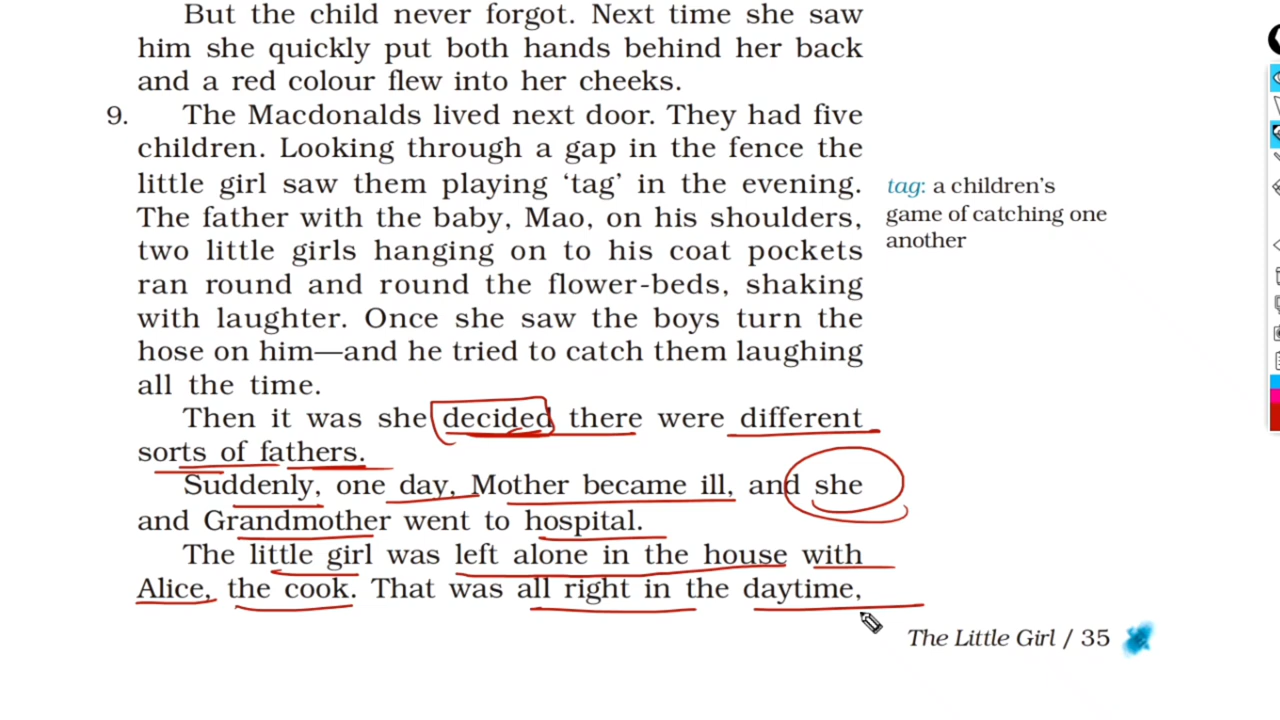 But the child never forgot. Next time she saw
him she quickly put both hands behind her back
and a red colour flew into her cheeks.
9. The Macdonalds lived next door. They had five
children. Looking through a gap in the fence the
little girl saw them playing ‘tag’ in the evening.
The father with the baby, Mao, on his shoulders,
two little girls hanging on to his coat pockets
ran round and round the flower-beds, shaking
with laughter. Once she saw the boys turn the
hose on him—and he tried to catch them laughing
all the time.
Then it was she decided there were different
sorts of fathers.
Suddenly, one day, Mother became ill, and she
and Grandmother went to hospital.
The little girl was left alone in the house with
Alice, the cook. That was all right in the daytime,
tag: a children’s
game of catching one
another
The Little Girl / 35